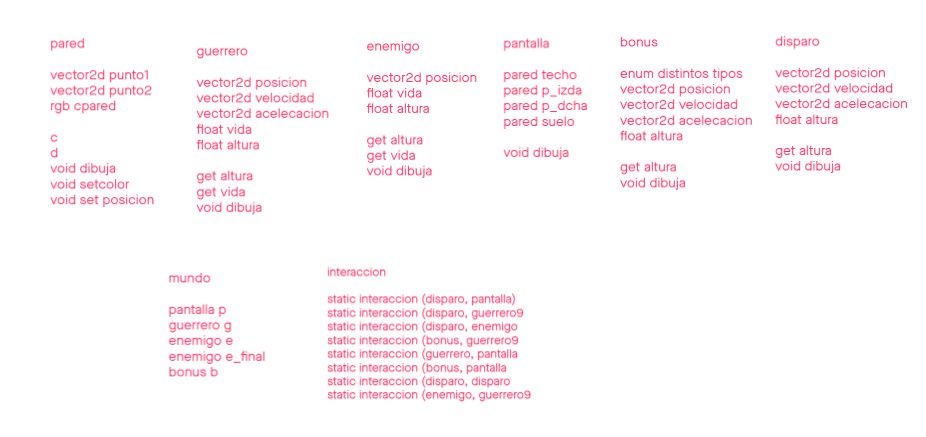 pared
vector2d punto1
vector2d punto2
rgb cpared
c
d
void dibuja
void setcolor
void set posicion
guerrero
vector2d posicion
vector2d velocidad
vector2d acelecacion
float vida
float altura
get altura
get vida
void dibuja
enemigo
vector2d posicion
float vida
float altura
get altura
get vida
void dibuja
pantalla
pared techo
pared p_izda
pared p_dcha
pared suelo
void dibuja
bonus
enum distintos tipos
vector2d posicion
vector2d velocidad
vector2d acelecacion
float altura
get altura
void dibuja
disparo
vector2d posicion
vector2d velocidad
vector2d acelecacion
float altura
get altura
void dibuja
mundo
pantalla p
guerrero g
enemigo e
enemigo e_final
bonus b
interaccion
static interaccion (disparo, pantalla)
static interaccion (disparo, guerrero9
static interaccion (disparo, enemigo
static interaccion (bonus, guerrero9
static interaccion (guerrero, pantalla
static interaccion (bonus, pantalla
static interaccion (disparo, disparo
static interaccion (enemigo, guerrero9